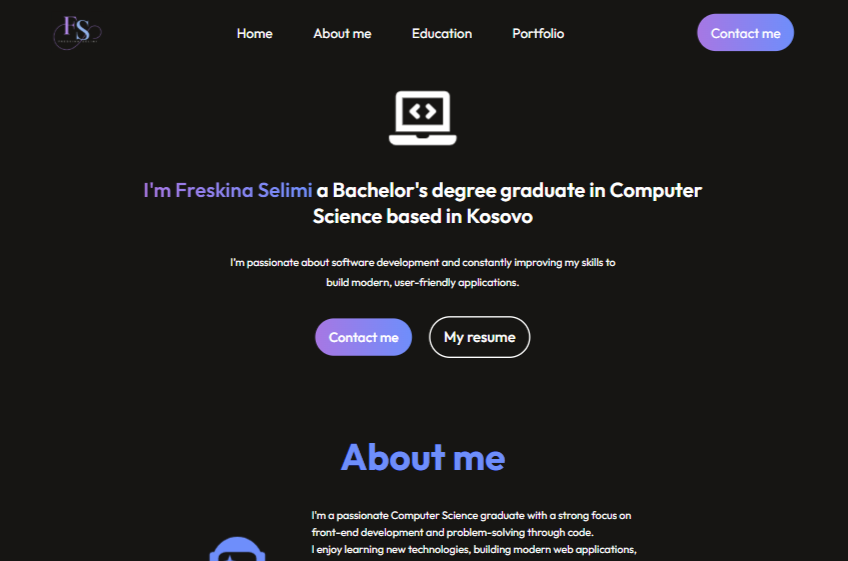 FS
Home
About me
Education
Portfolio
Contact me
I'm Freskina Selimi a Bachelor's degree graduate in Computer
Science based in Kosovo
I'm passionate about software development and constantly improving my skills to
build modern, user-friendly applications.
Contact me
My resume
About me
I'm a passionate Computer Science graduate with a strong focus on
front-end development and problem-solving through code.
I enjoy learning new technologies, building modern web applications,